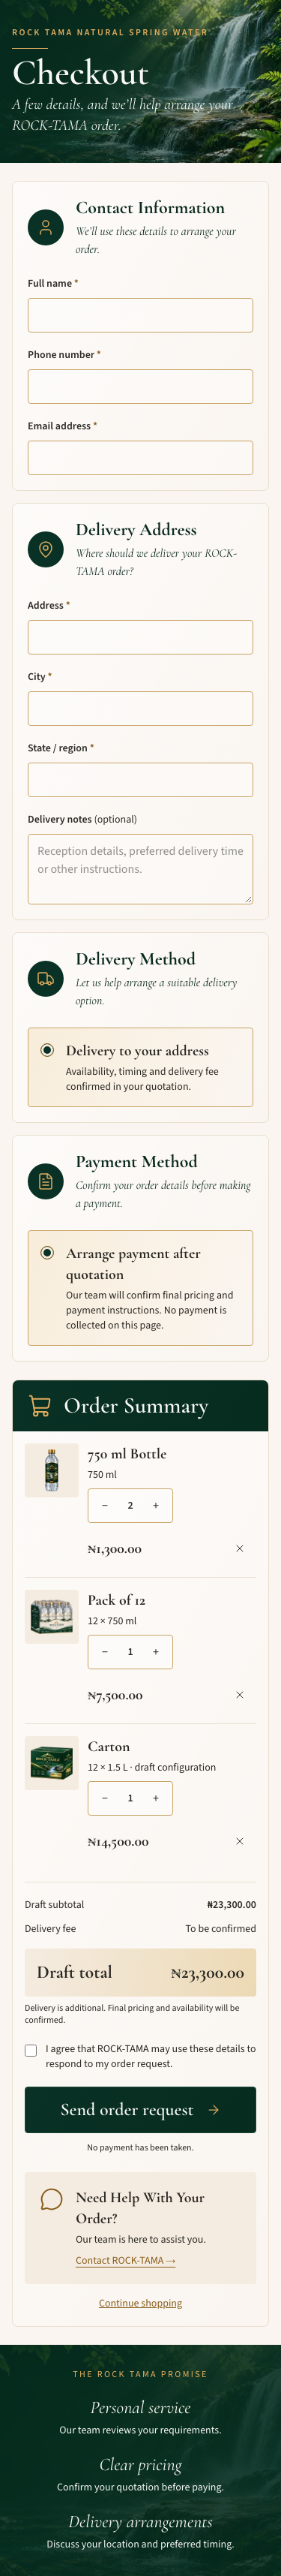 ROCK TAMA NATURAL SPRING WATER
Checkout
A few details, and we'll help arrange your
ROCK-TAMA order.
Contact Information
We'll use these details to arrange your
order.
Full name *
Phone number *
Email address *
Delivery Address
Where should we deliver your ROCK-
TAMA order?
Address *
City *
State / region *
Delivery notes (optional)
Reception details, preferred delivery time
or other instructions.
Delivery Method
Let us help arrange a suitable delivery
option.
Delivery to your address
Availability, timing and delivery fee
confirmed in your quotation.
Payment Method
Confirm your order details before making
a payment.
Arrange payment after
quotation
Our team will confirm final pricing and
payment instructions. No payment is
collected on this page.
Order Summary
750 ml Bottle
750 ml
− 2 +
₦1,300.00 ×
Pack of 12
12 × 750 ml
− 1 +
₦7,500.00 ×
Carton
12 × 1.5 L · draft configuration
− 1 +
₦14,500.00 ×
Draft subtotal ₦23,300.00
Delivery fee To be confirmed
Draft total ₦23,300.00
Delivery is additional. Final pricing and availability will be
confirmed.
I agree that ROCK-TAMA may use these details to
respond to my order request.
Send order request →
No payment has been taken.
Need Help With Your
Order?
Our team is here to assist you.
Contact ROCK-TAMA →
Continue shopping
THE ROCK TAMA PROMISE
Personal service
Our team reviews your requirements.
Clear pricing
Confirm your quotation before paying.
Delivery arrangements
Discuss your location and preferred timing.